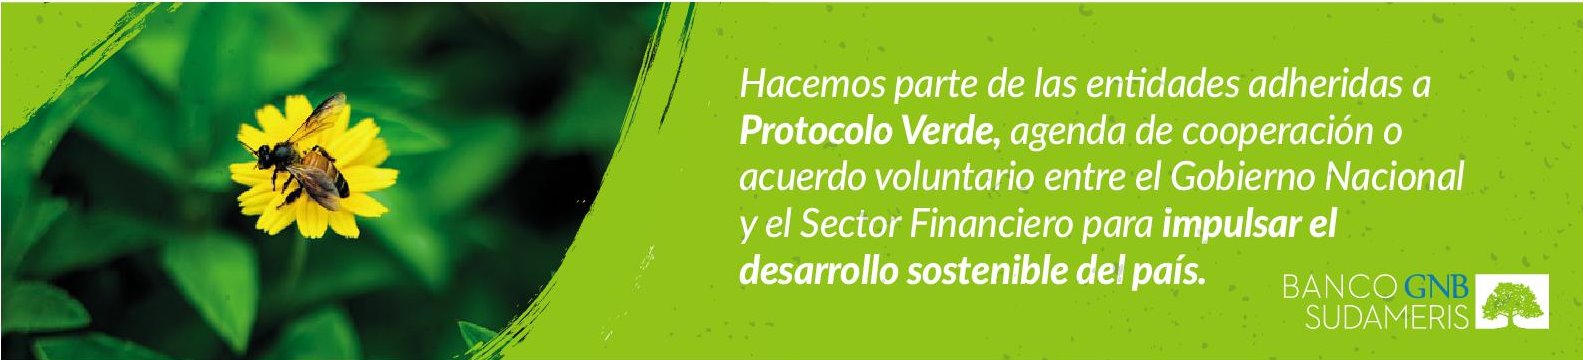 Hacemos parte de las entidades adheridas a
Protocolo Verde, agenda de cooperación o
acuerdo voluntario entre el Gobierno Nacional
y el Sector Financiero para impulsar el
desarrollo sostenible del país.
BANCO GNB
SUDAMERIS